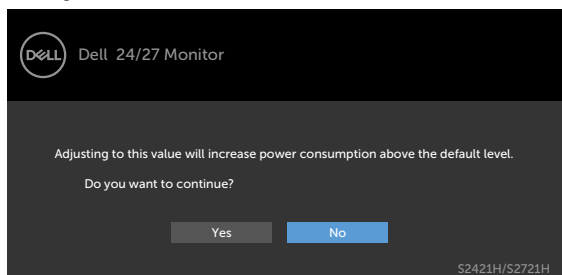 DELL
Dell 24/27 Monitor
Adjusting to this value will increase power consumption above the default level.
Do you want to continue?
Yes
No
S2421H/S2721H